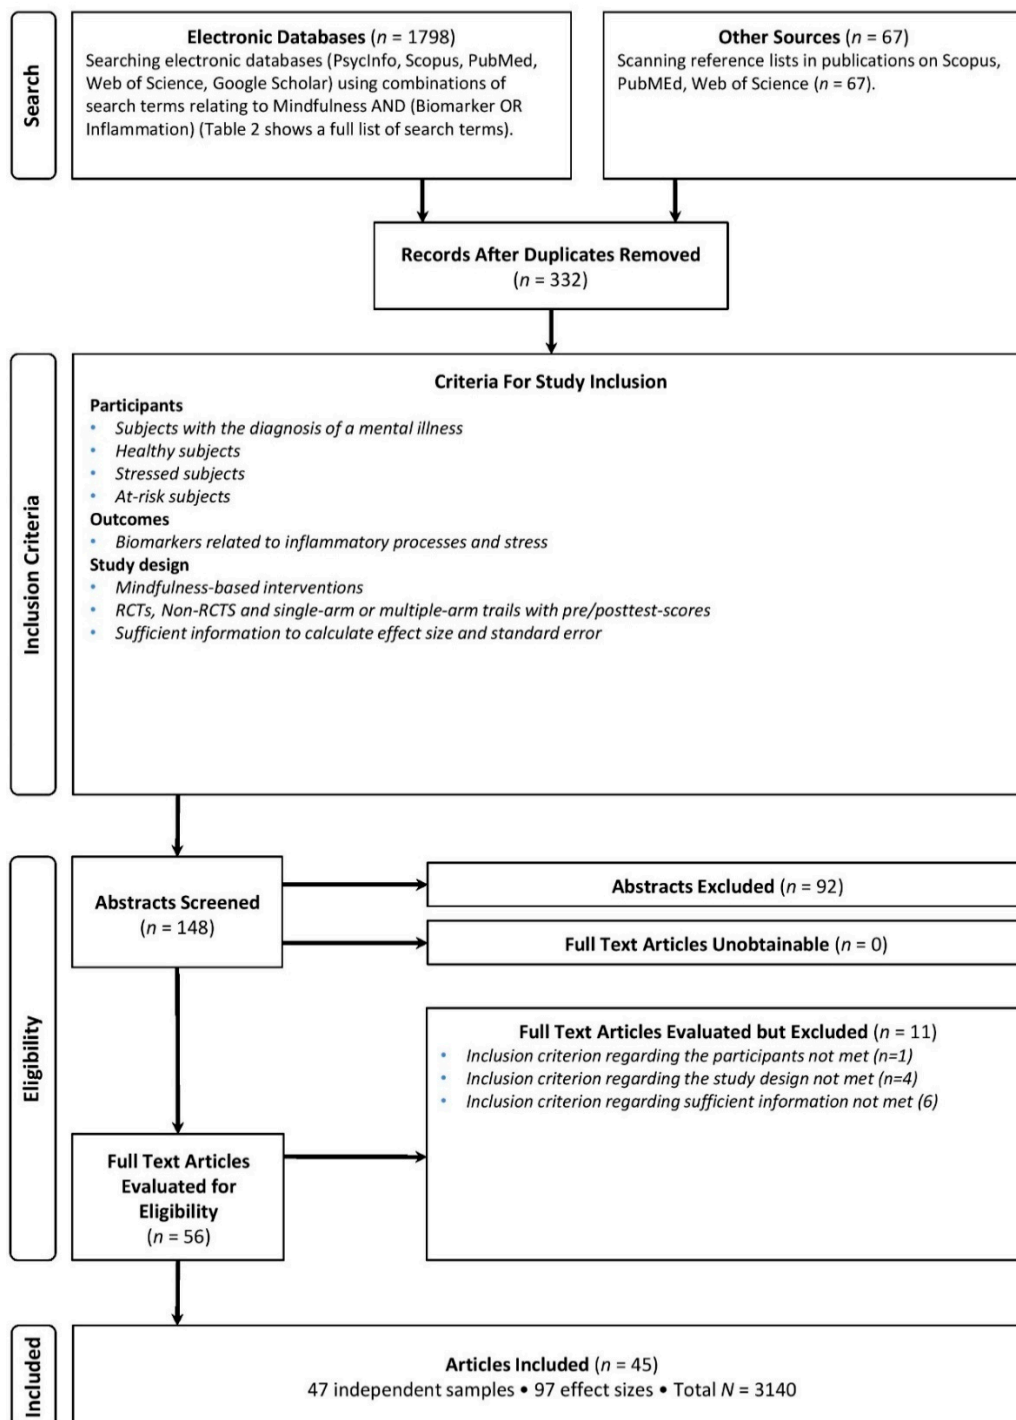 Search
Electronic Databases (n = 1798)
Searching electronic databases (PsycInfo, Scopus, PubMed,
Web of Science, Google Scholar) using combinations of
search terms relating to Mindfulness AND (Biomarker OR
Inflammation) (Table 2 shows a full list of search terms).
Other Sources (n = 67)
Scanning reference lists in publications on Scopus,
PubMEd, Web of Science (n = 67).
Records After Duplicates Removed
(n = 332)
Inclusion Criteria
Criteria For Study Inclusion
Participants
• Subjects with the diagnosis of a mental illness
• Healthy subjects
• Stressed subjects
• At-risk subjects
Outcomes
• Biomarkers related to inflammatory processes and stress
Study design
• Mindfulness-based interventions
• RCTs, Non-RCTS and single-arm or multiple-arm trails with pre/posttest-scores
• Sufficient information to calculate effect size and standard error
Eligibility
Abstracts Screened
(n = 148)
Abstracts Excluded (n = 92)
Full Text Articles Unobtainable (n = 0)
Full Text Articles Evaluated but Excluded (n = 11)
• Inclusion criterion regarding the participants not met (n=1)
• Inclusion criterion regarding the study design not met (n=4)
• Inclusion criterion regarding sufficient information not met (6)
Full Text Articles
Evaluated for
Eligibility
(n = 56)
Included
Articles Included (n = 45)
47 independent samples • 97 effect sizes • Total N = 3140